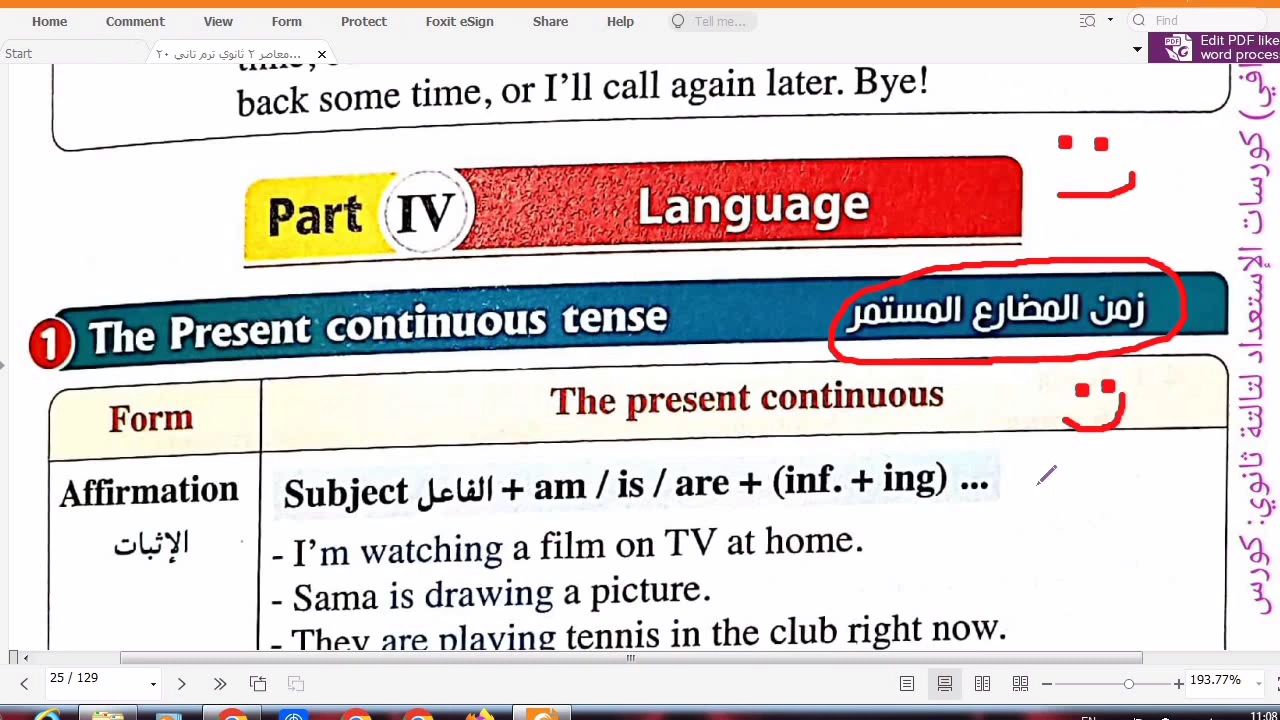 Home Comment View Form Protect Foxit eSign Share Help Tell me... Find
Start
معاصر ٢ ثانوي ترم تاني ٢٠...
Edit PDF like
word proces
back some time, or I'll call again later. Bye!
Part IV Language
1 The Present continuous tense زمن المضارع المستمر
Form The present continuous
Affirmation
الإثبات
Subject الفاعل + am / is / are + (inf. + ing) ...
- I'm watching a film on TV at home.
- Sama is drawing a picture.
- They are playing tennis in the club right now.
كورسات الإستعداد لتالتة ثانوي: كورس
25 / 129
193.77%
EN
11:08